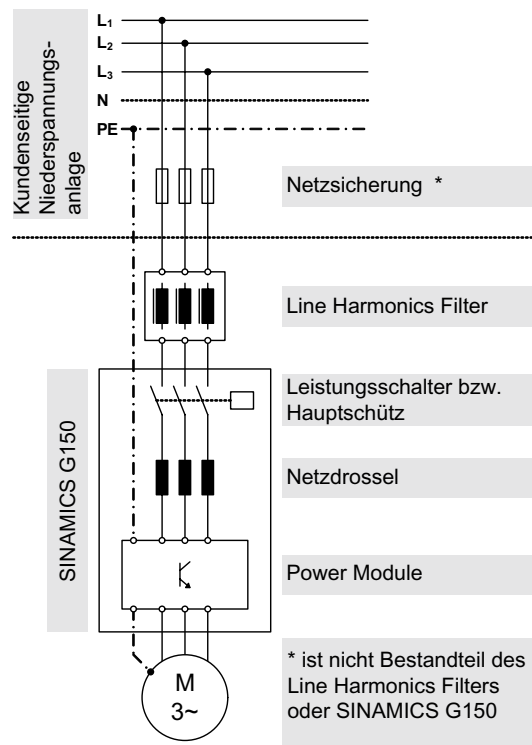 Kundenseitige
Niederspannungs-
anlage
L1
L2
L3
N
PE
Netzsicherung *
Line Harmonics Filter
SINAMICS G150
Leistungsschalter bzw.
Hauptschütz
Netzdrossel
Power Module
M
3~
* ist nicht Bestandteil des
Line Harmonics Filters
oder SINAMICS G150